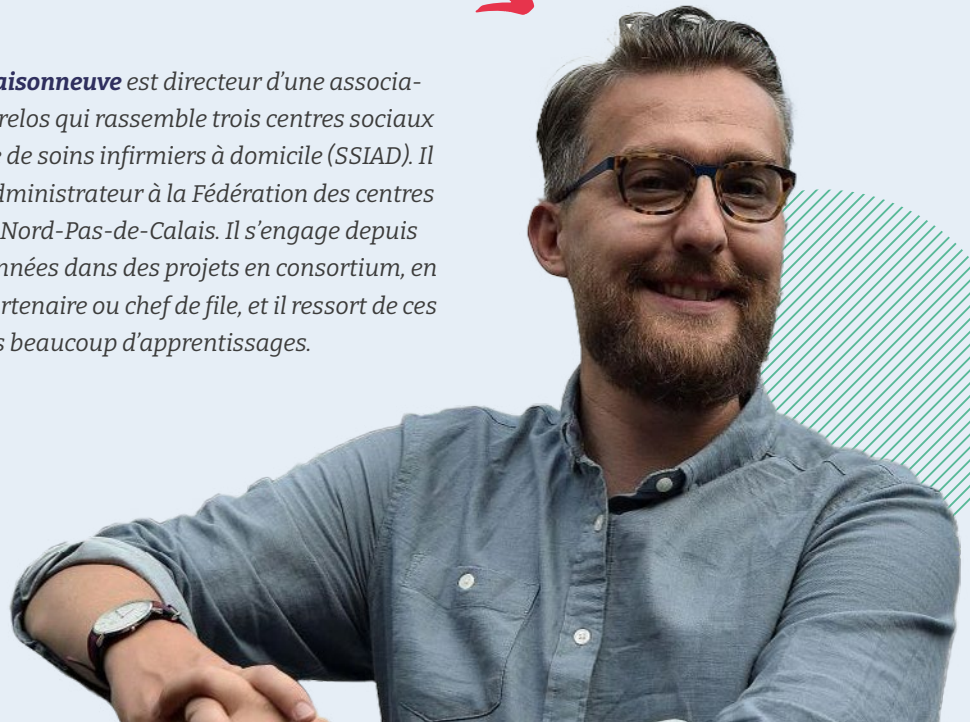 aisonneuve est directeur d’une associa-
relos qui rassemble trois centres sociaux
de soins infirmiers à domicile (SSIAD). Il
dministrateur à la Fédération des centres
Nord-Pas-de-Calais. Il s’engage depuis
nnées dans des projets en consortium, en
rtenaire ou chef de file, et il ressort de ces
s beaucoup d’apprentissages.